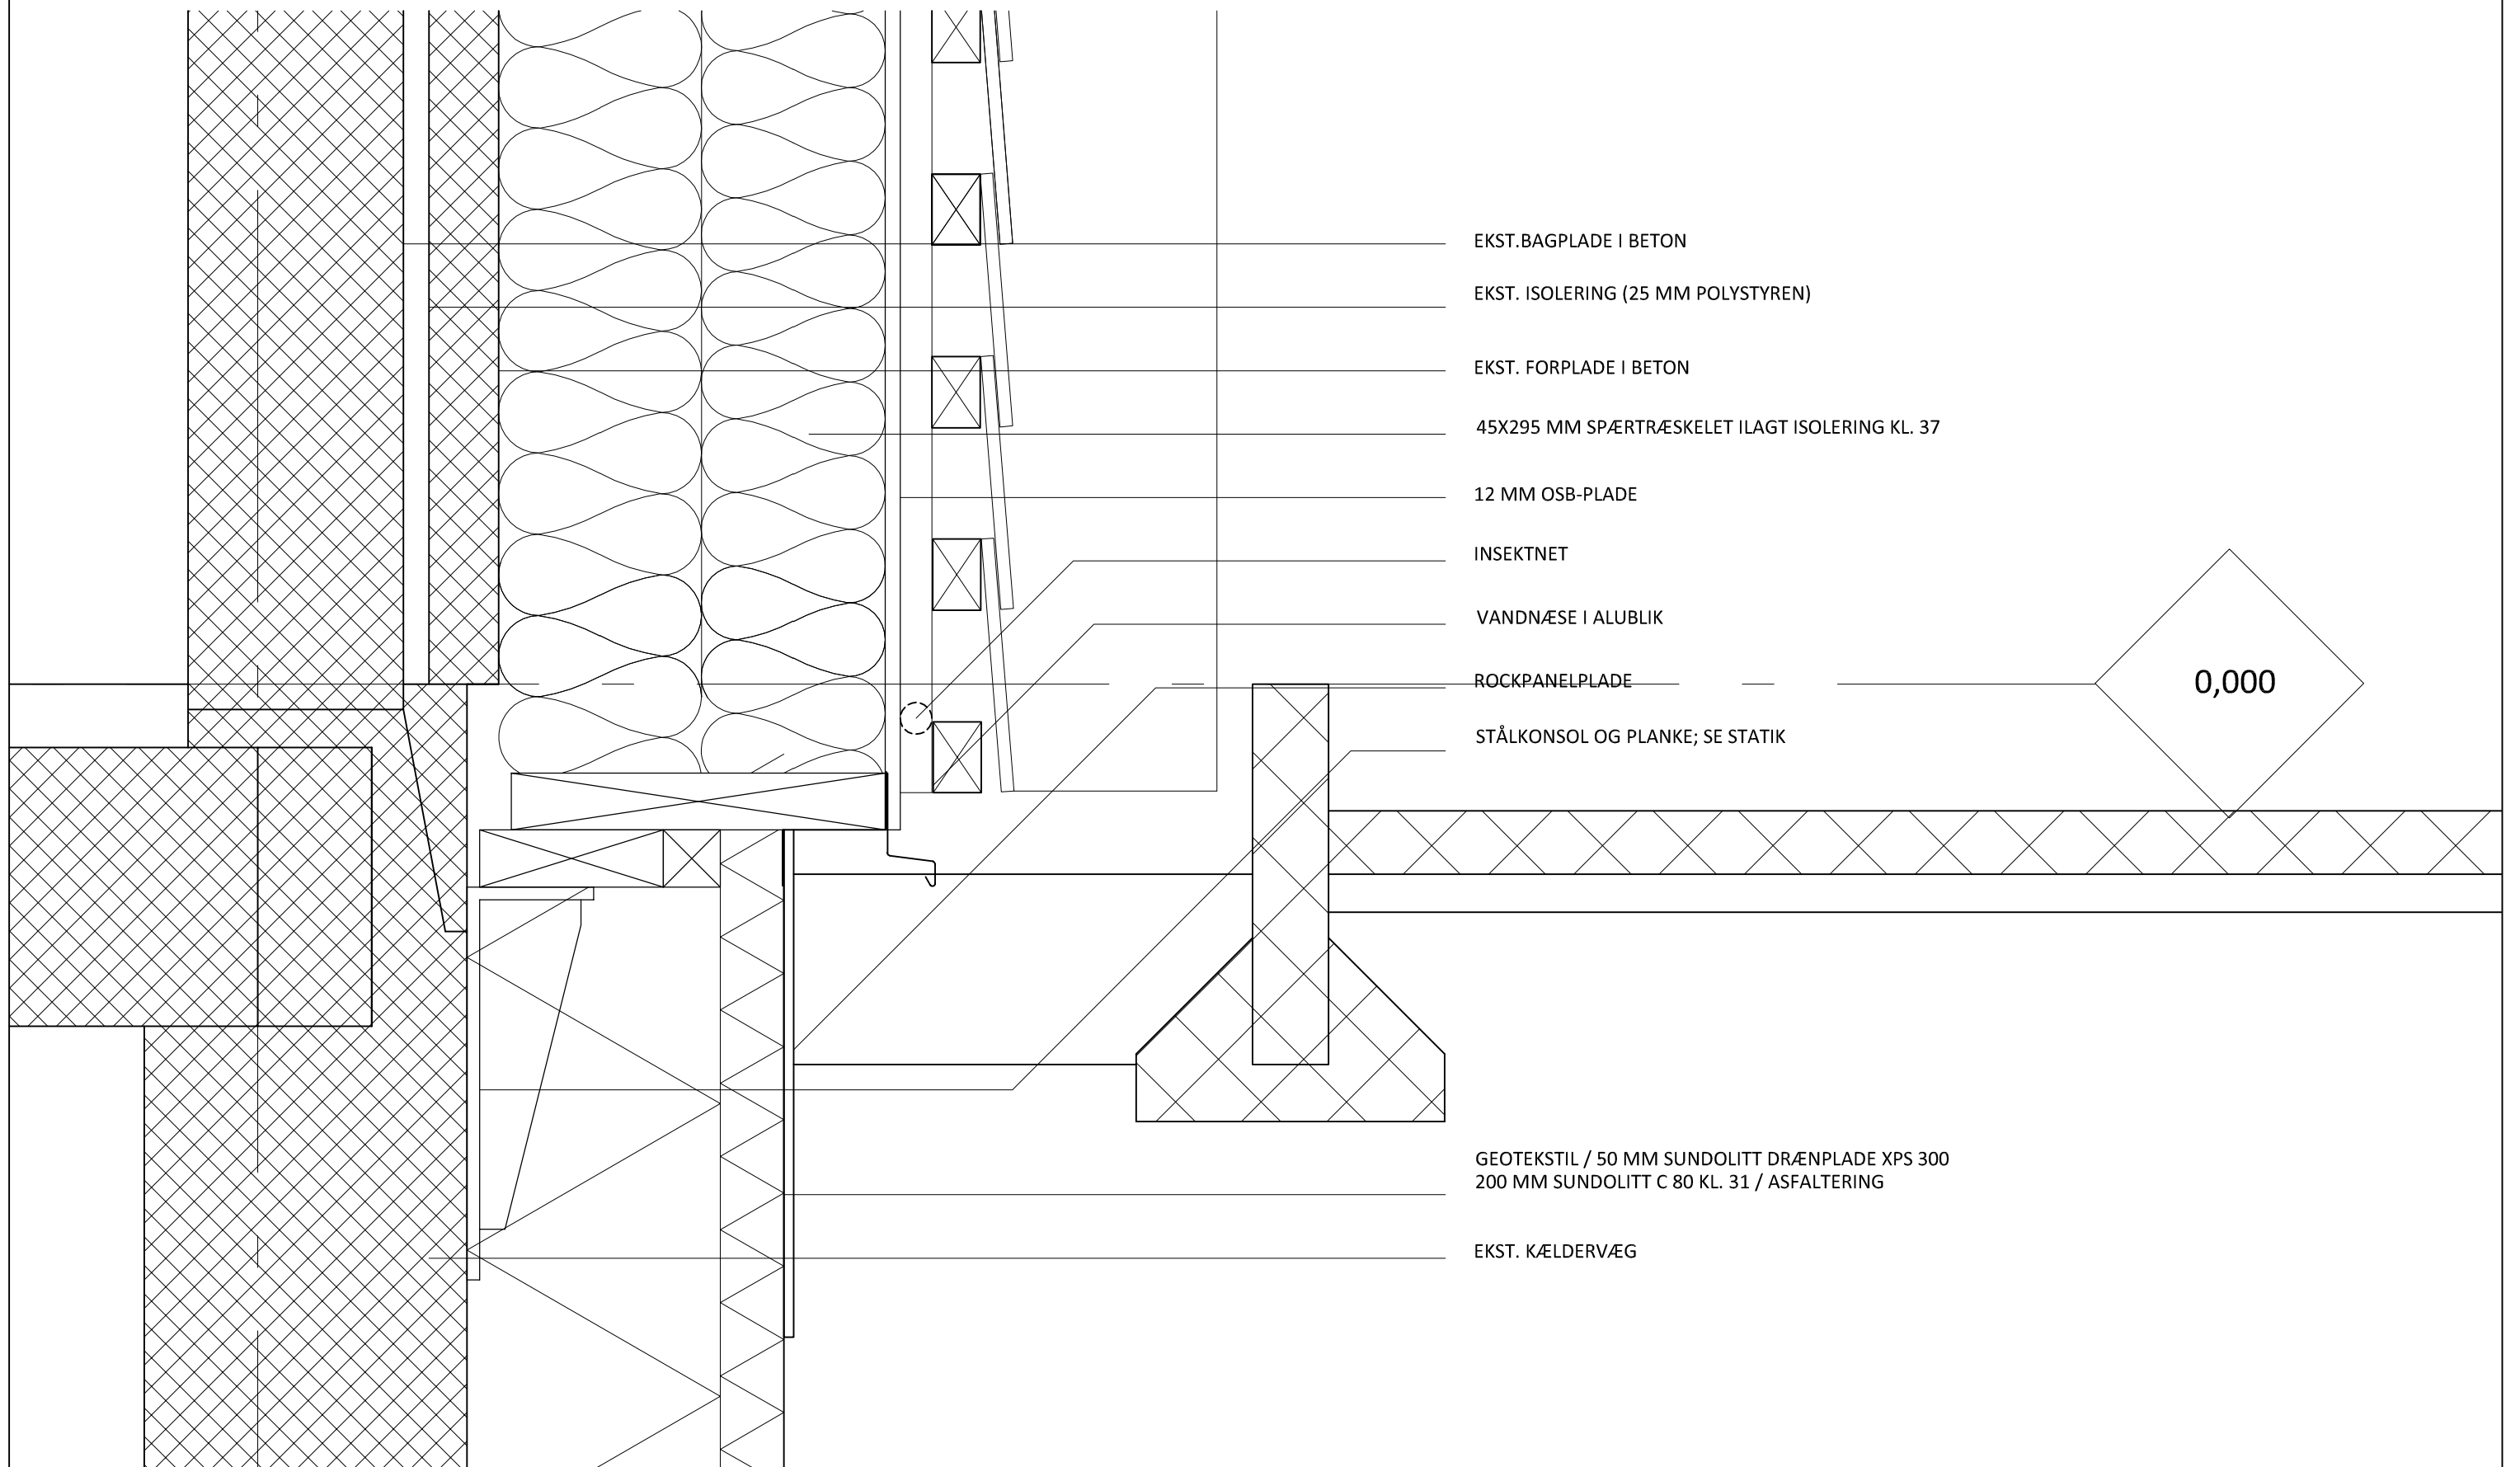 EKST.BAGPLADE I BETON
EKST. ISOLERING (25 MM POLYSTYREN)
EKST. FORPLADE I BETON
45X295 MM SPÆRTRÆSKELET ILAGT ISOLERING KL. 37
12 MM OSB-PLADE
INSEKTNET
VANDNÆSE I ALUBLIK
ROCKPANELPLADE
0,000
STÅLKONSOL OG PLANKE; SE STATIK
GEOTEKSTIL / 50 MM SUNDOLITT DRÆNPLADE XPS 300
200 MM SUNDOLITT C 80 KL. 31 / ASFALTERING
EKST. KÆLDERVÆG